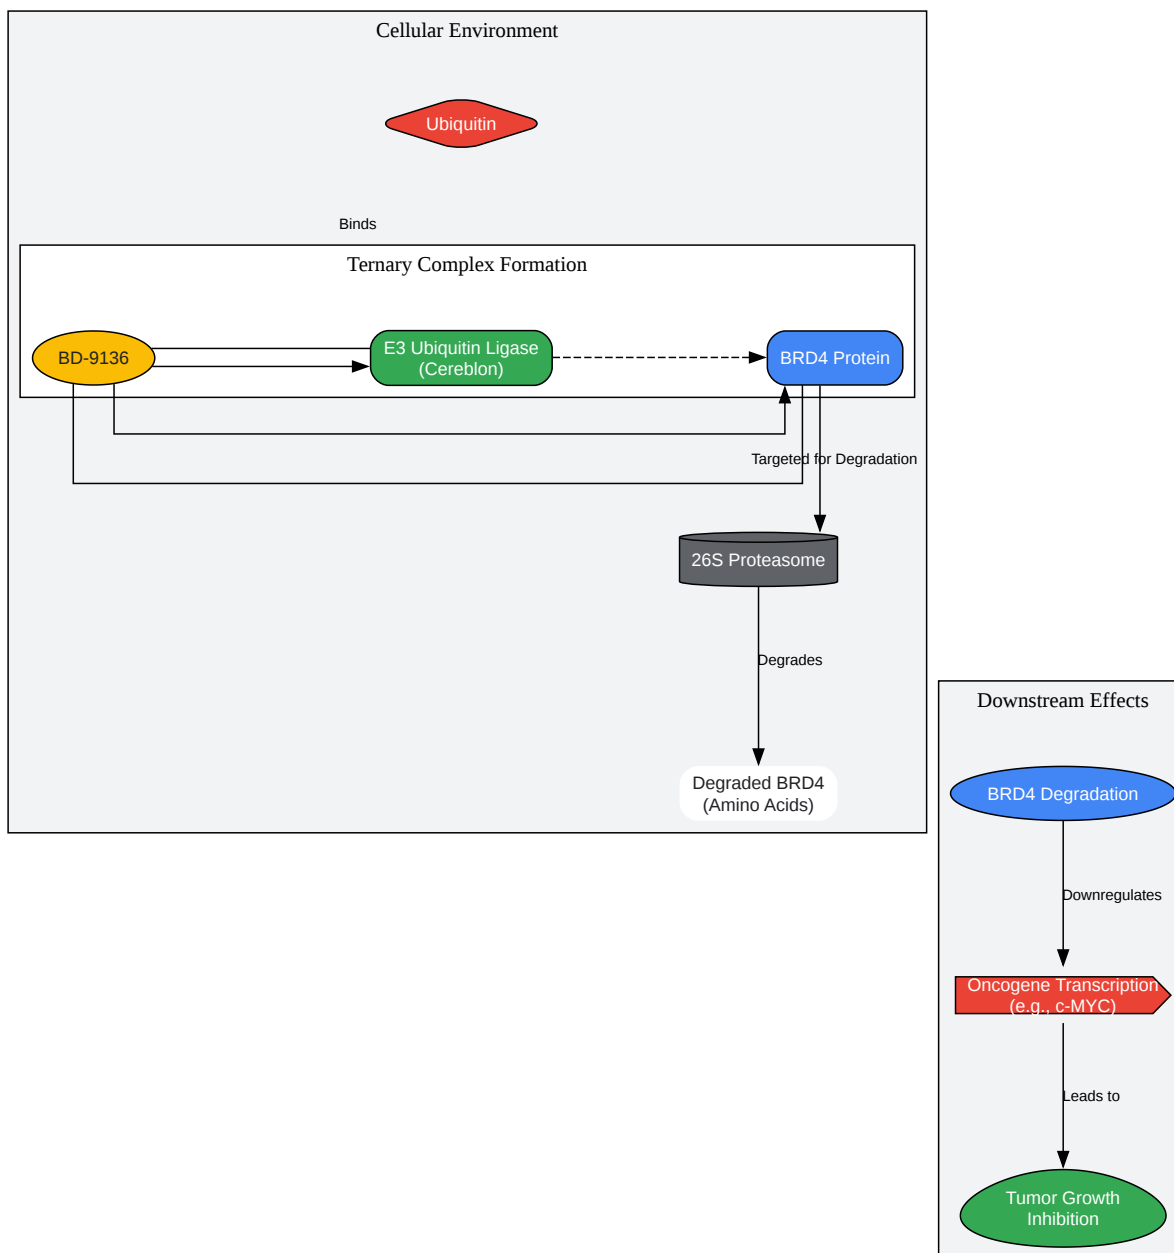 Cellular Environment
Ubiquitin
Binds
Ternary Complex Formation
BD-9136
E3 Ubiquitin Ligase
(Cereblon)
BRD4 Protein
Targeted for Degradation
26S Proteasome
Degrades
Degraded BRD4
(Amino Acids)
Downstream Effects
BRD4 Degradation
Downregulates
Oncogene Transcription
(e.g., c-MYC)
Leads to
Tumor Growth
Inhibition